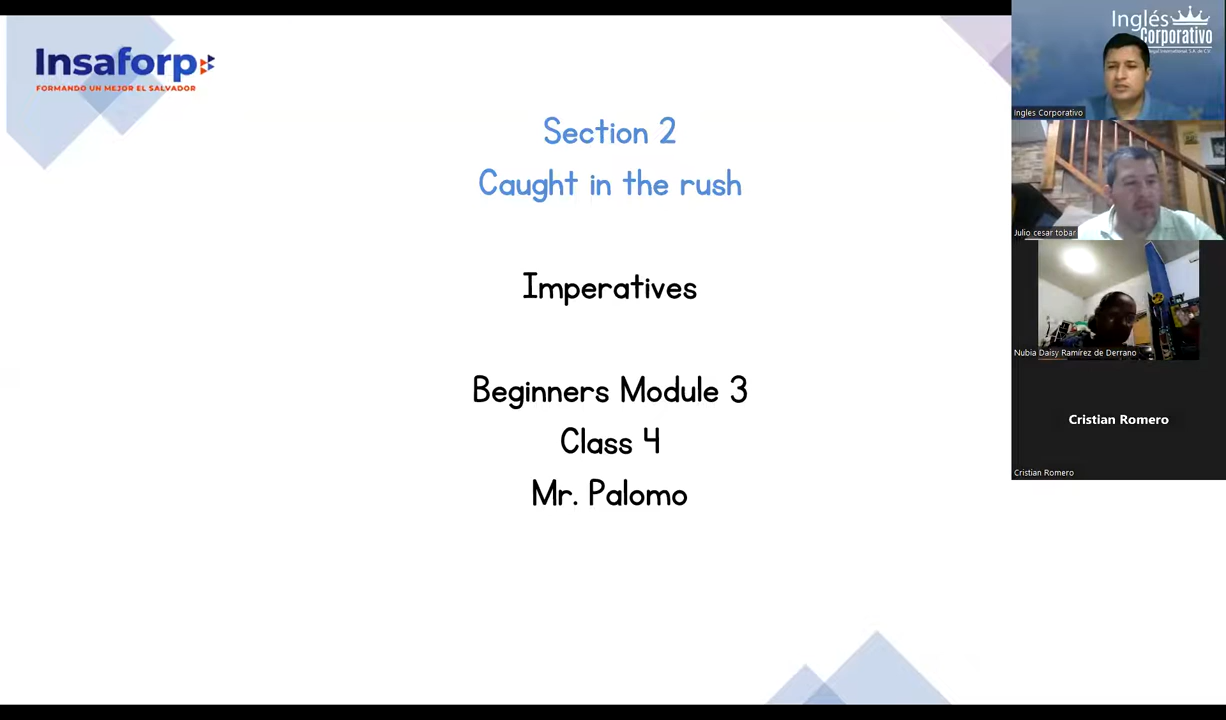 Insaforp
FORMANDO UN MEJOR EL SALVADOR
Section 2
Caught in the rush
Imperatives
Beginners Module 3
Class 4
Mr. Palomo
Inglés
Corporativo
Ingles Corporativo
Julio cesar tobar
Nubia Daisy Ramírez de Derrano
Cristian Romero
Cristian Romero